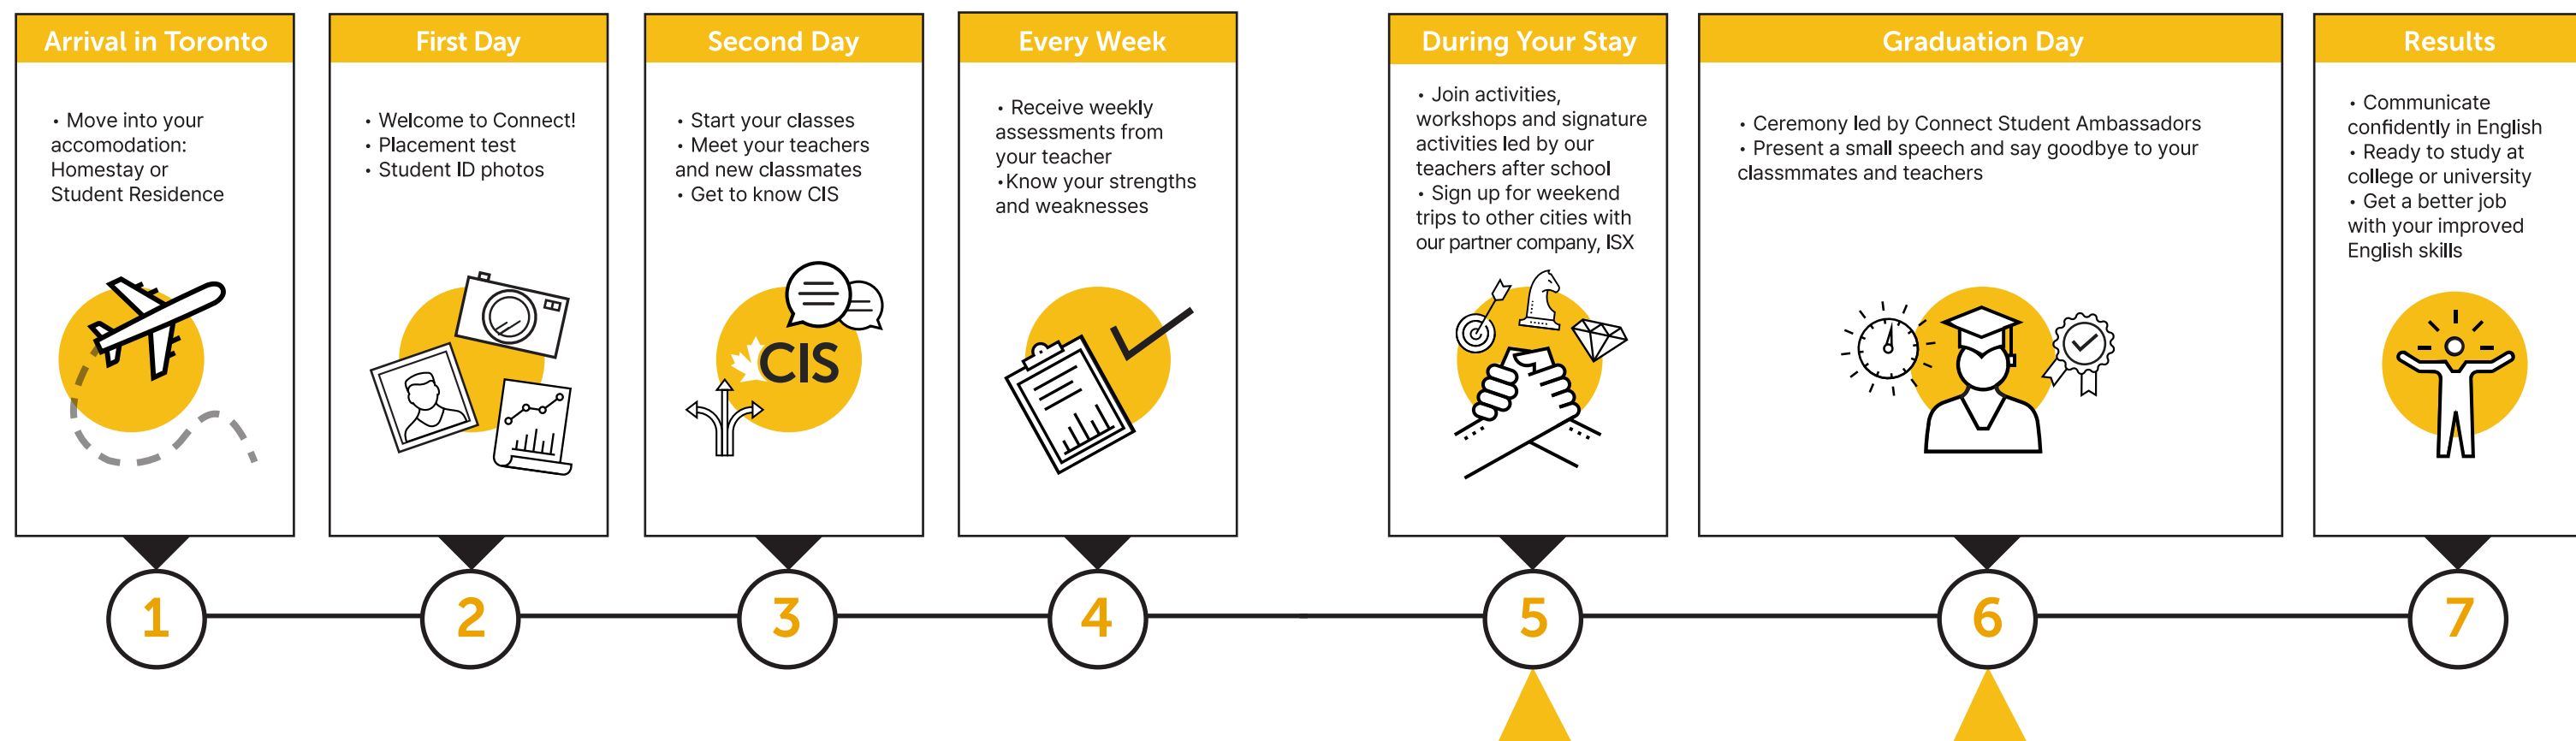 Arrival in Toronto
• Move into your
accomodation:
Homestay or
Student Residence
First Day
• Welcome to Connect!
• Placement test
• Student ID photos
Second Day
• Start your classes
• Meet your teachers
and new classmates
• Get to know CIS
CIS
Every Week
• Receive weekly
assessments from
your teacher
•Know your strengths
and weaknesses
During Your Stay
• Join activities,
workshops and signature
activities led by our
teachers after school
• Sign up for weekend
trips to other cities with
our partner company, ISX
Graduation Day
• Ceremony led by Connect Student Ambassadors
• Present a small speech and say goodbye to your
classmmates and teachers
Results
• Communicate
confidently in English
• Ready to study at
college or university
• Get a better job
with your improved
English skills
1
2
3
4
5
6
7